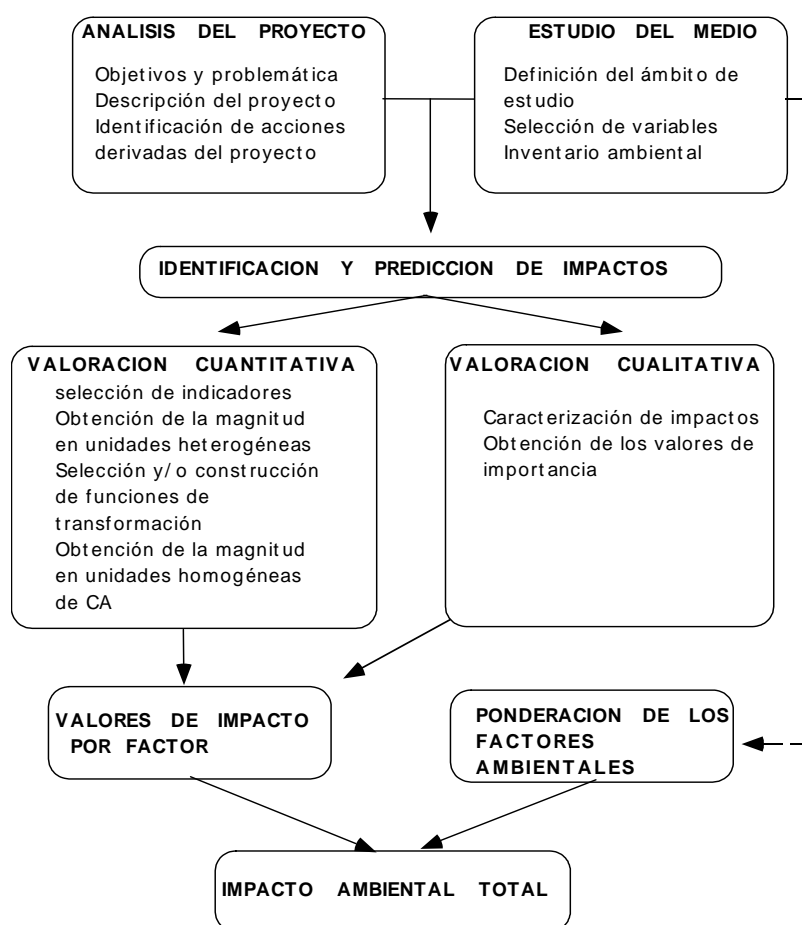 ANALISIS DEL PROYECTO
Objetivos y problemática
Descripción del proyecto
Identificación de acciones
derivadas del proyecto
ESTUDIO DEL MEDIO
Definición del ámbito de
estudio
Selección de variables
Inventario ambiental
IDENTIFICACION Y PREDICCION DE IMPACTOS
VALORACION CUANTITATIVA
selección de indicadores
Obtención de la magnitud
en unidades heterogéneas
Selección y/o construcción
de funciones de
transformación
Obtención de la magnitud
en unidades homogéneas
de CA
VALORACION CUALITATIVA
Caracterización de impactos
Obtención de los valores de
importancia
VALORES DE IMPACTO
POR FACTOR
PONDERACION DE LOS
FACTORES
AMBIENTALES
IMPACTO AMBIENTAL TOTAL